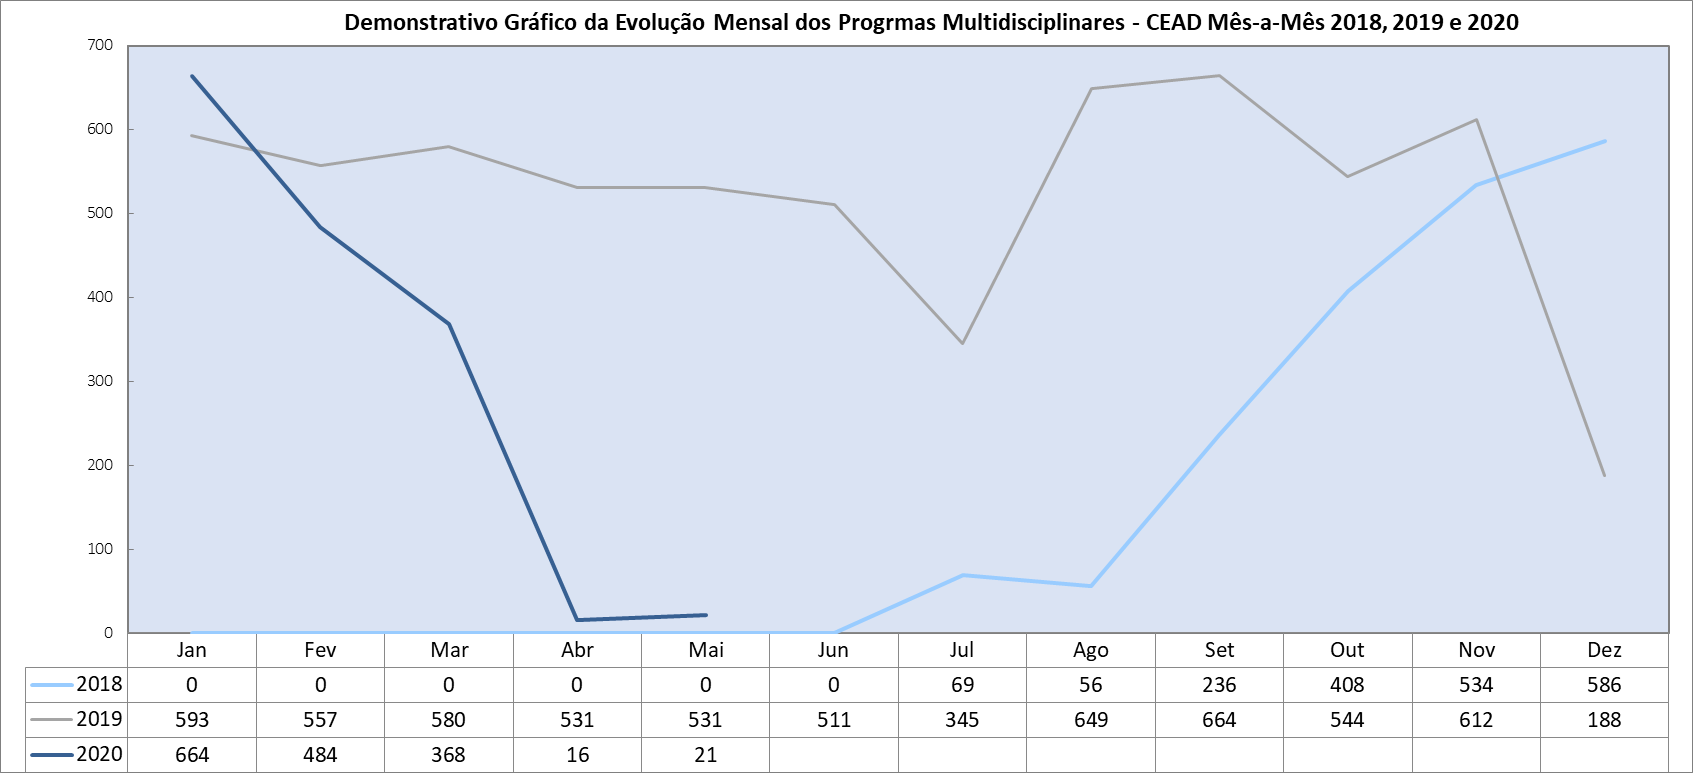 Demonstrativo Gráfico da Evolução Mensal dos Progrmas Multidisciplinares - CEAD Mês-a-Mês 2018, 2019 e 2020
700
600
500
400
300
200
100
0
Jan Fev Mar Abr Mai Jun Jul Ago Set Out Nov Dez
2018 0 0 0 0 0 0 69 56 236 408 534 586
2019 593 557 580 531 531 511 345 649 664 544 612 188
2020 664 484 368 16 21